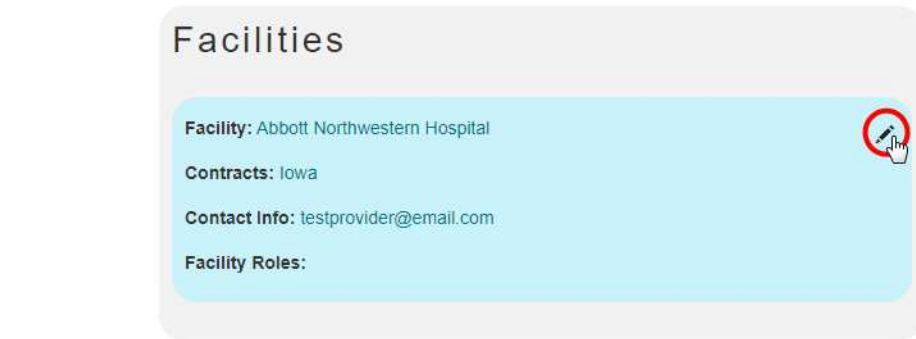 Facilities
Facility: Abbott Northwestern Hospital
Contracts: Iowa
Contact Info: testprovider@email.com
Facility Roles: